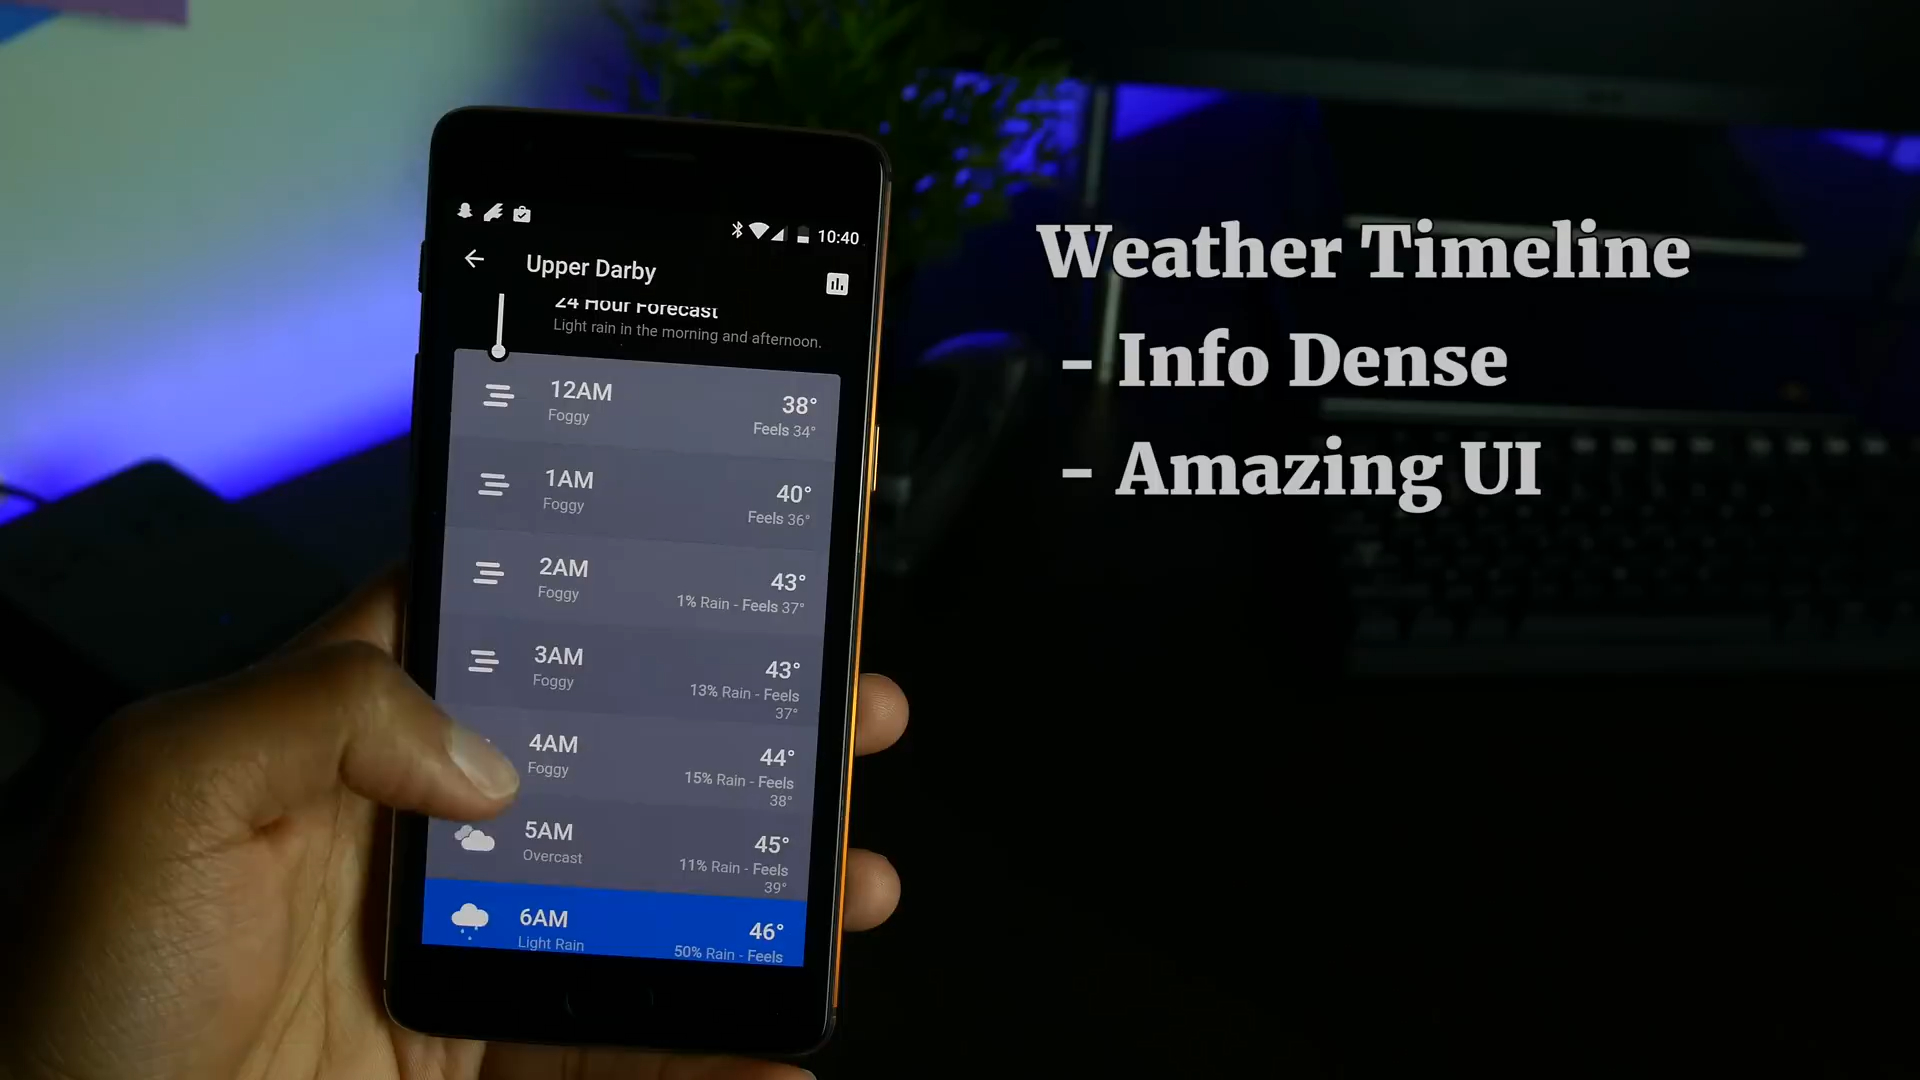 10:40
Upper Darby
24 Hour Forecast
Light rain in the morning and afternoon.
12AM 38°
Foggy Feels 34°
1AM 40°
Foggy Feels 36°
2AM 43°
Foggy 1% Rain - Feels 37°
3AM 43°
Foggy 13% Rain - Feels
37°
4AM 44°
Foggy 15% Rain - Feels
38°
5AM 45°
Overcast 11% Rain - Feels
39°
6AM 46°
Light Rain 50% Rain - Feels
Weather Timeline
- Info Dense
- Amazing UI